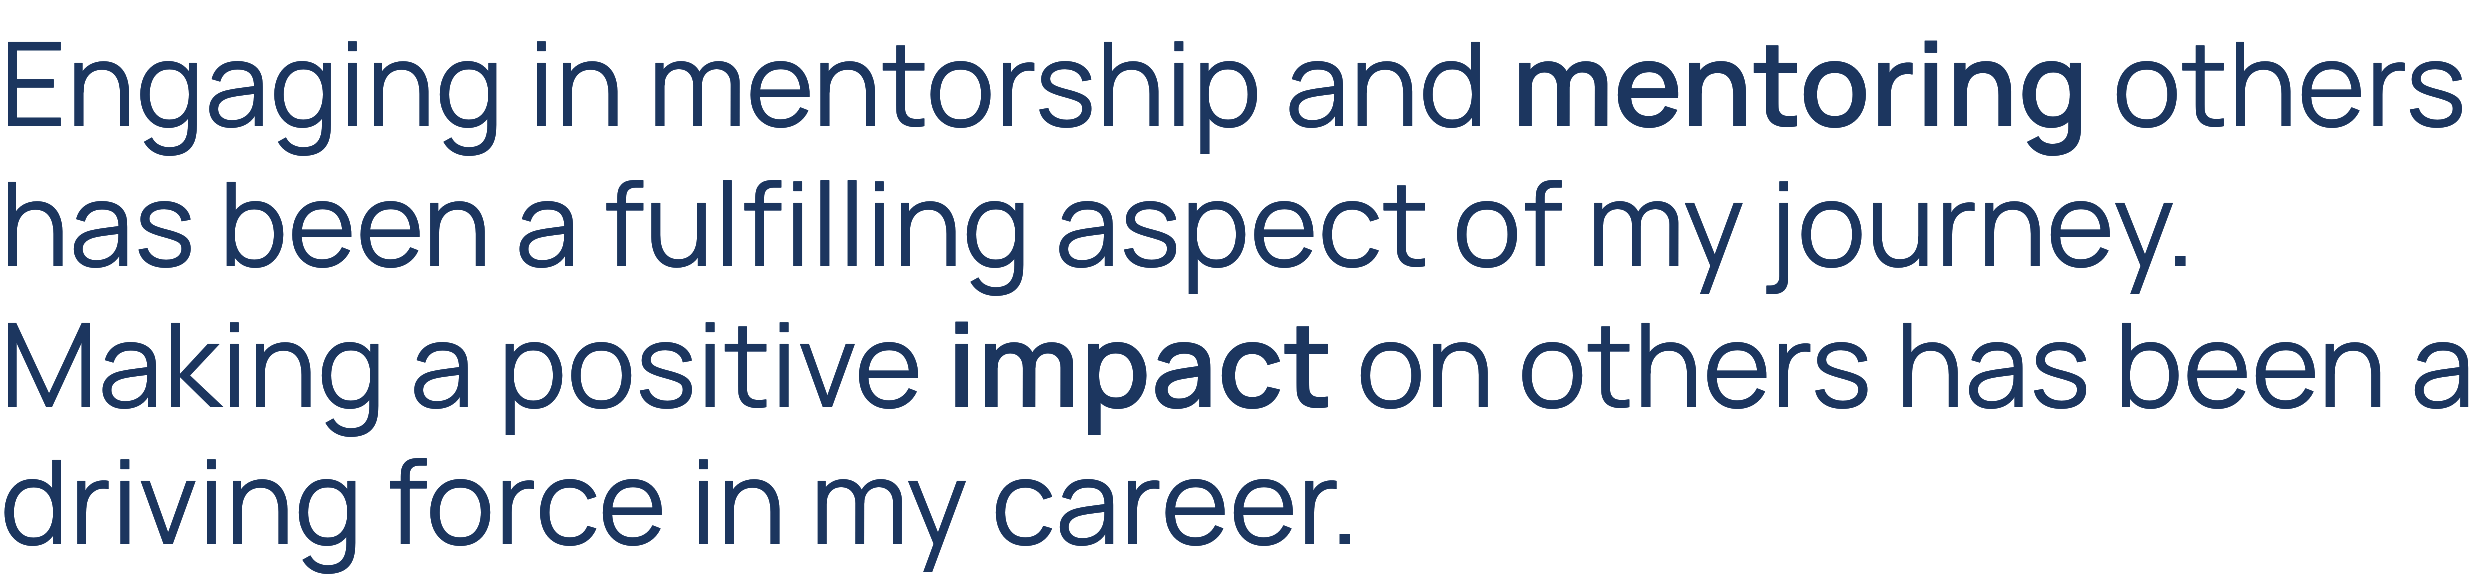 Engaging in mentorship and mentoring others
has been a fulfilling aspect of my journey.
Making a positive impact on others has been a
driving force in my career.